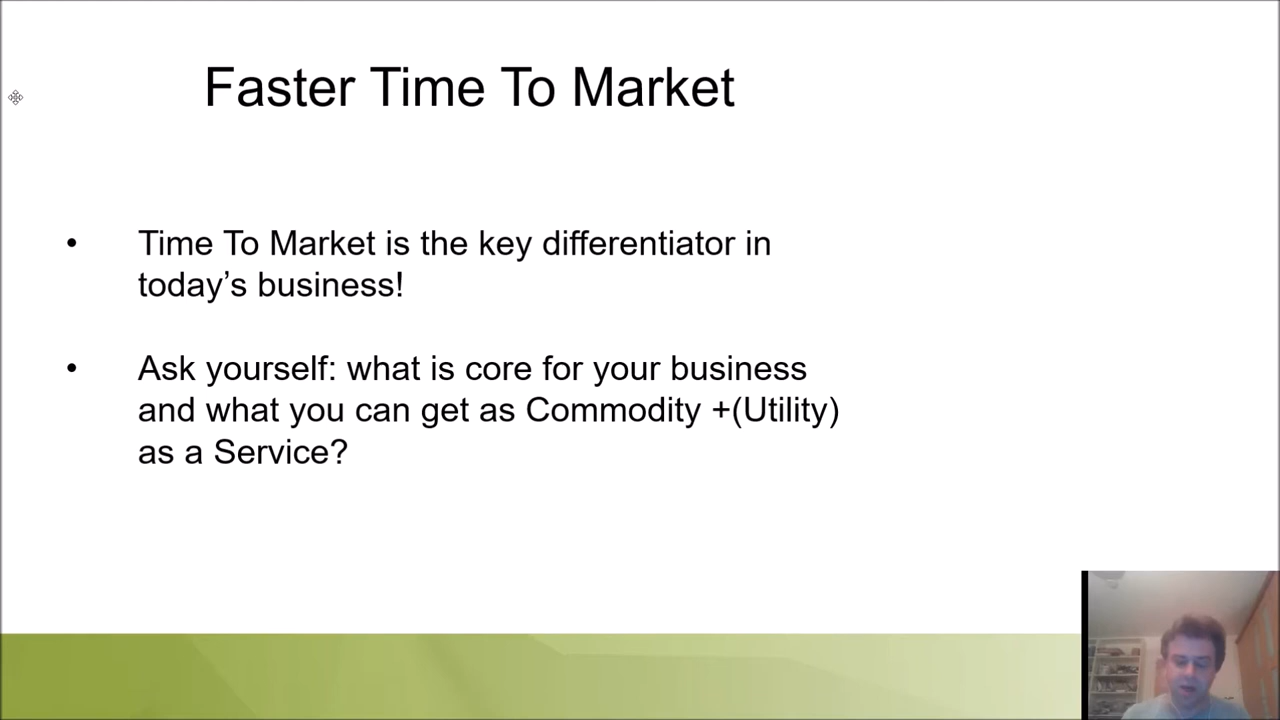 Faster Time To Market
• Time To Market is the key differentiator in
today’s business!
• Ask yourself: what is core for your business
and what you can get as Commodity +(Utility)
as a Service?